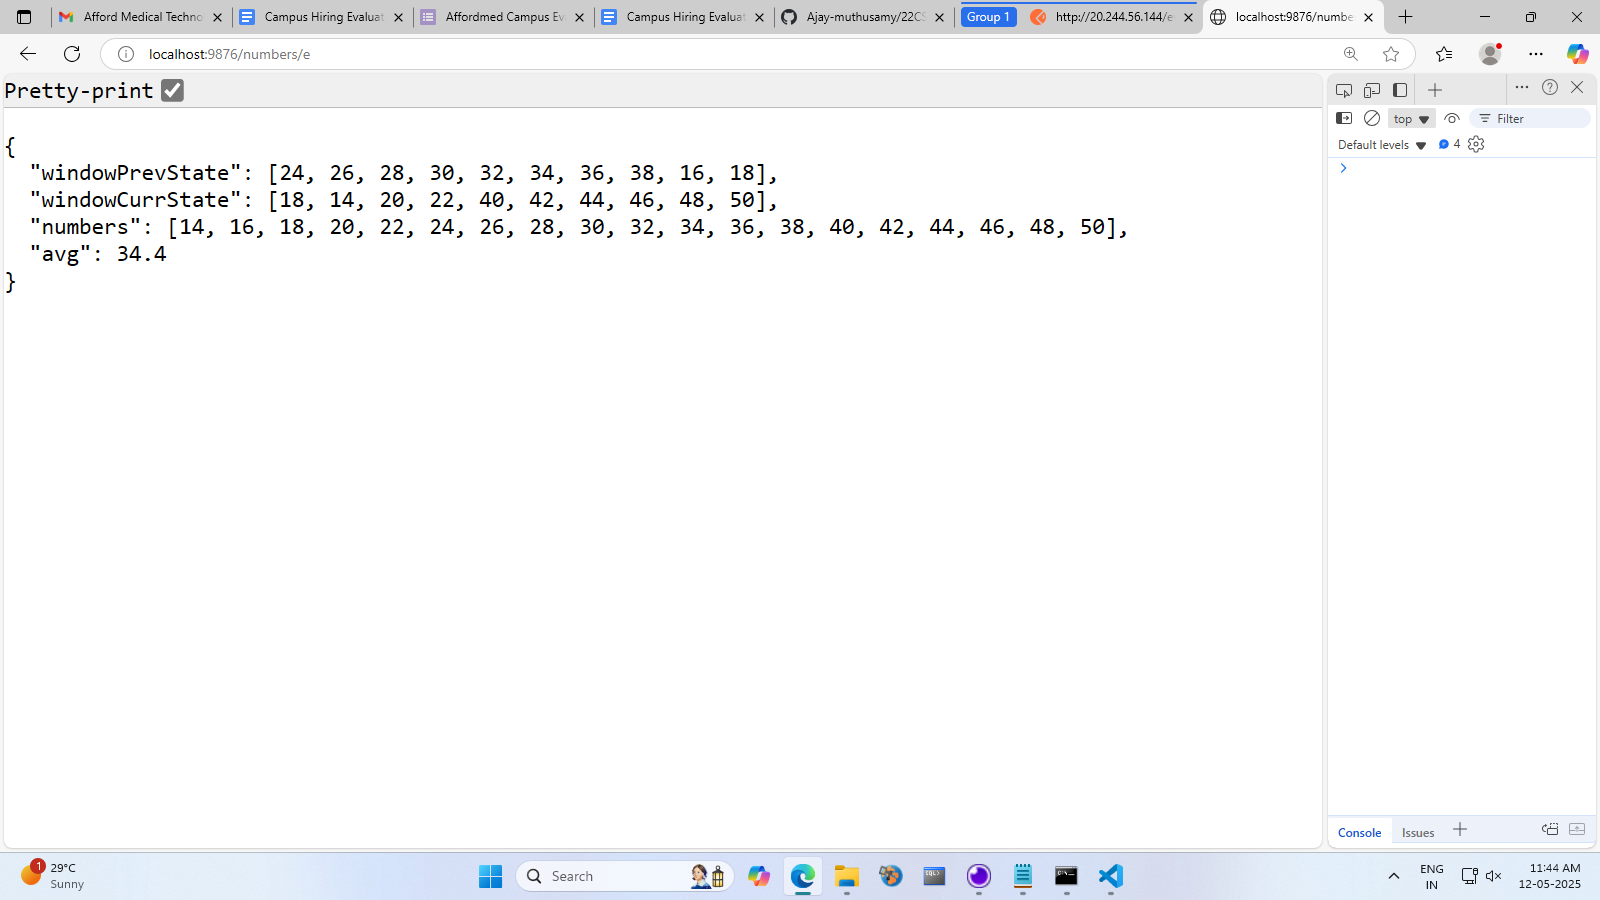 Afford Medical Techno
Campus Hiring Evaluat
Affordmed Campus Ev
Campus Hiring Evaluat
Ajay-muthusamy/22CS
Group 1
http://20.244.56.144/e
localhost:9876/numbe
localhost:9876/numbers/e
Pretty-print
{
"windowPrevState": [24, 26, 28, 30, 32, 34, 36, 38, 16, 18],
"windowCurrState": [18, 14, 20, 22, 40, 42, 44, 46, 48, 50],
"numbers": [14, 16, 18, 20, 22, 24, 26, 28, 30, 32, 34, 36, 38, 40, 42, 44, 46, 48, 50],
"avg": 34.4
}
top
Filter
Default levels
4
Console
Issues
1
29°C
Sunny
Search
ENG
IN
11:44 AM
12-05-2025